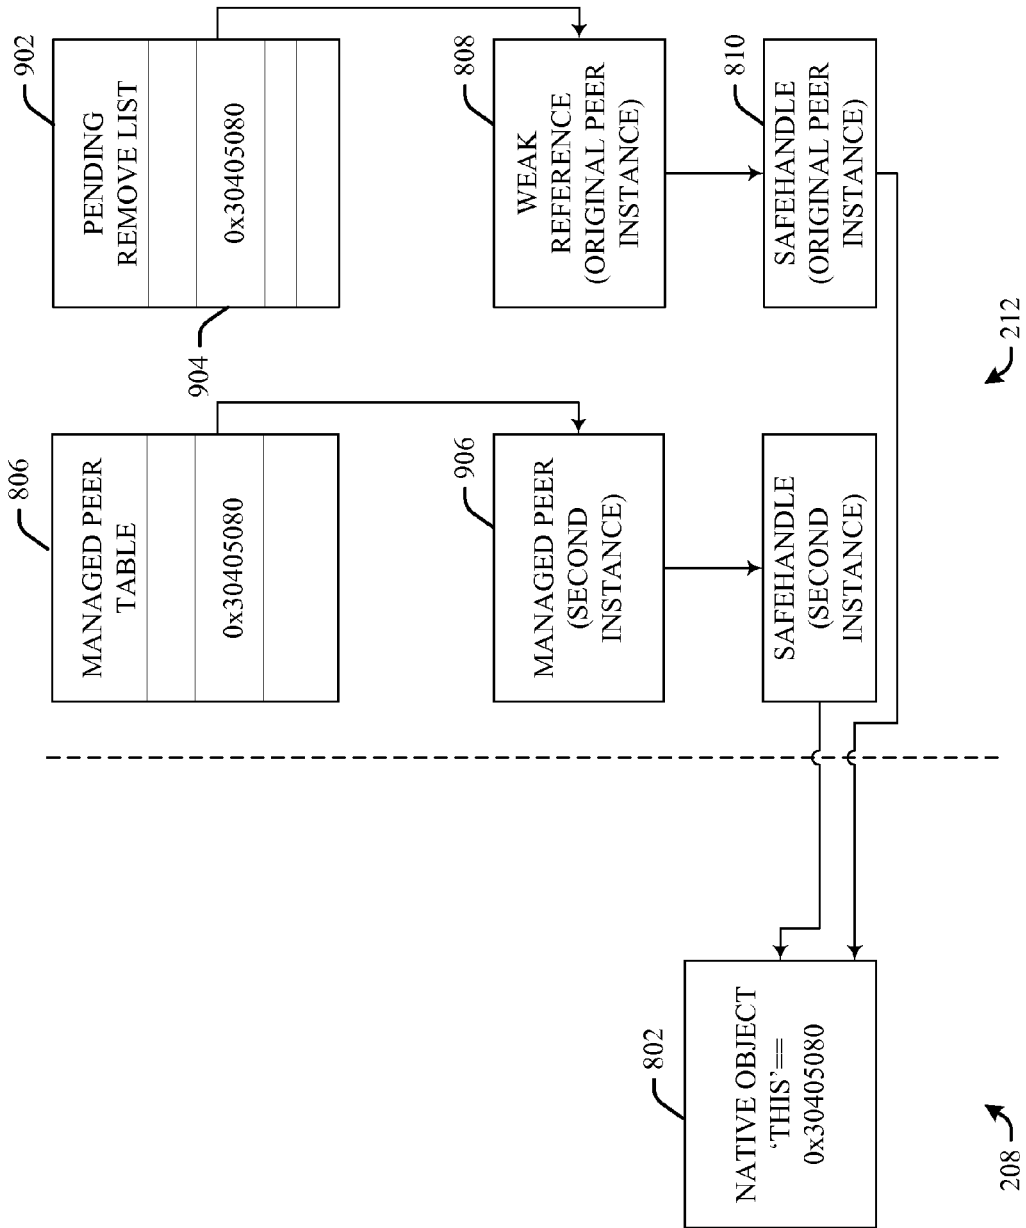 806
MANAGED PEER
TABLE
0x30405080
902
PENDING
REMOVE LIST
0x30405080
904
906
MANAGED PEER
(SECOND
INSTANCE)
808
WEAK
REFERENCE
(ORIGINAL PEER
INSTANCE)
802
NATIVE OBJECT
‘THIS’==
0x30405080
SAFEHANDLE
(SECOND
INSTANCE)
810
SAFEHANDLE
(ORIGINAL PEER
INSTANCE)
208
212